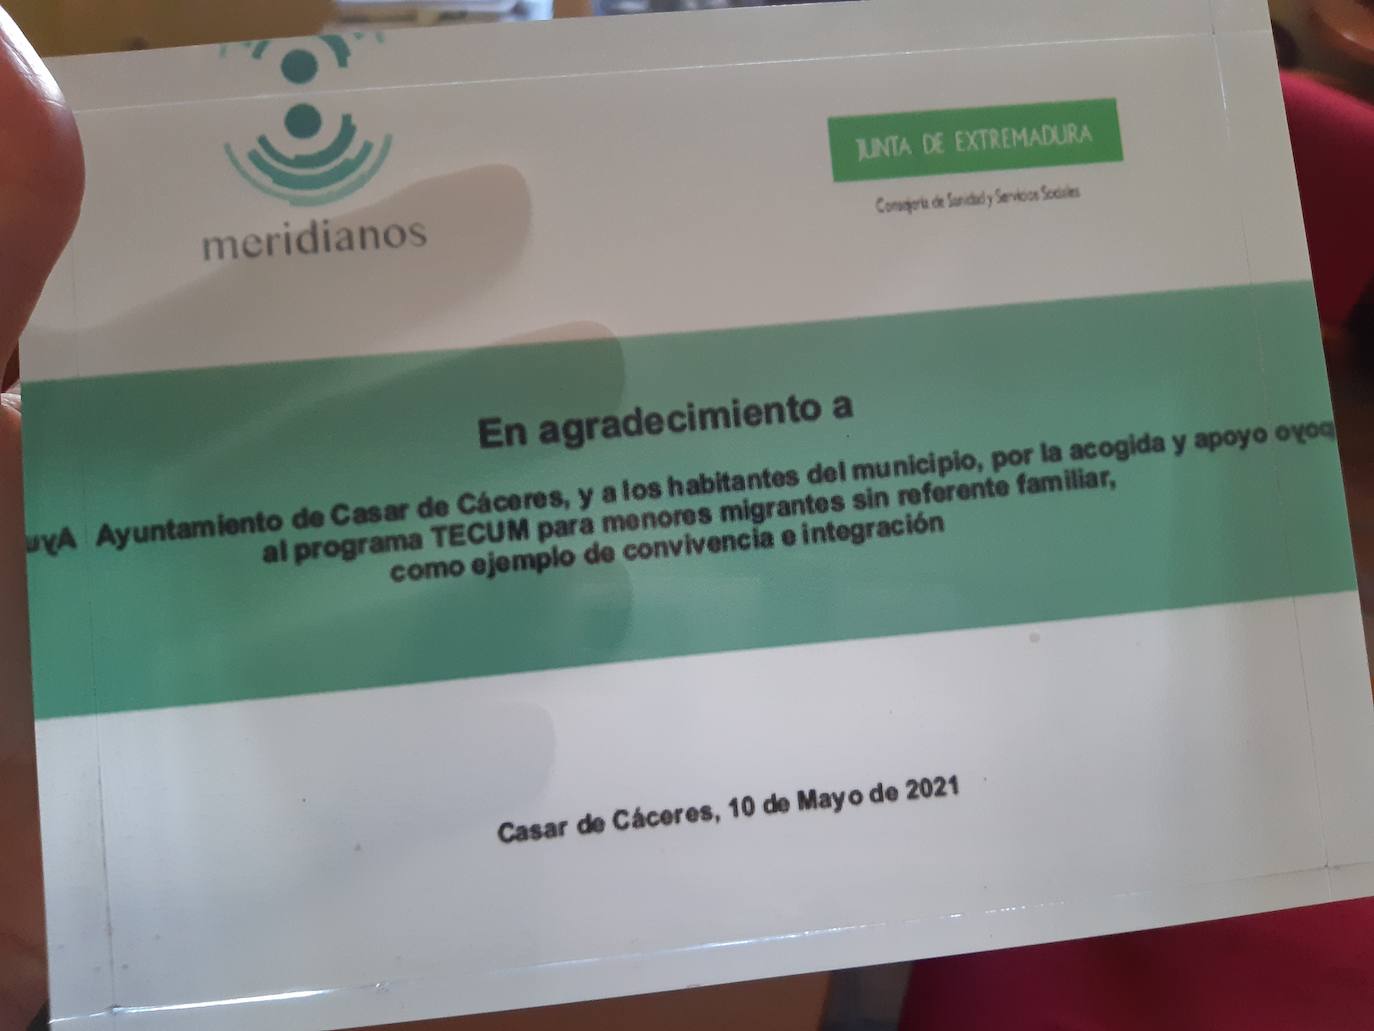 meridianos
JUNTA DE EXTREMADURA
Consejería de Sanidad y Servicios Sociales
En agradecimiento a
Ayuntamiento de Casar de Cáceres, y a los habitantes del municipio, por la acogida y apoyo
al programa TECUM para menores migrantes sin referente familiar,
como ejemplo de convivencia e integración
Casar de Cáceres, 10 de Mayo de 2021